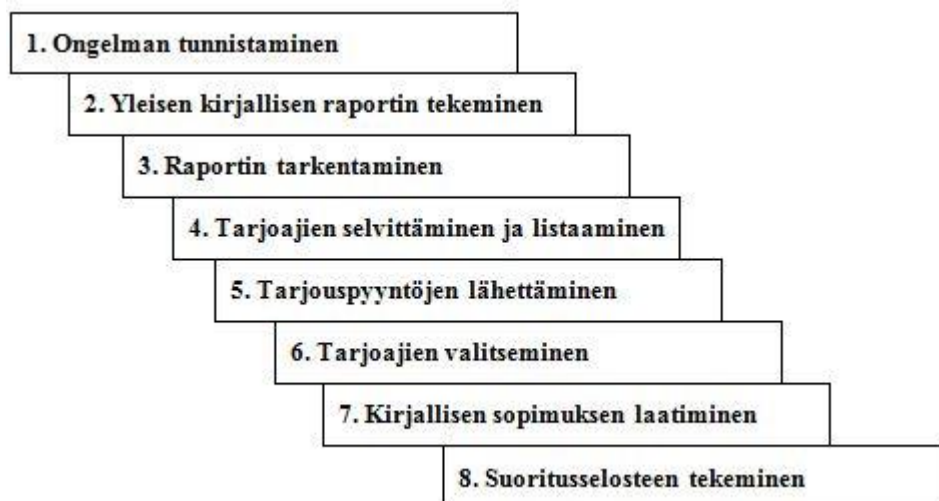 1. Ongelman tunnistaminen
2. Yleisen kirjallisen raportin tekeminen
3. Raportin tarkentaminen
4. Tarjoajien selvittäminen ja listaaminen
5. Tarjouspyyntöjen lähettäminen
6. Tarjoajien valitseminen
7. Kirjallisen sopimuksen laatiminen
8. Suoritusselosteen tekeminen